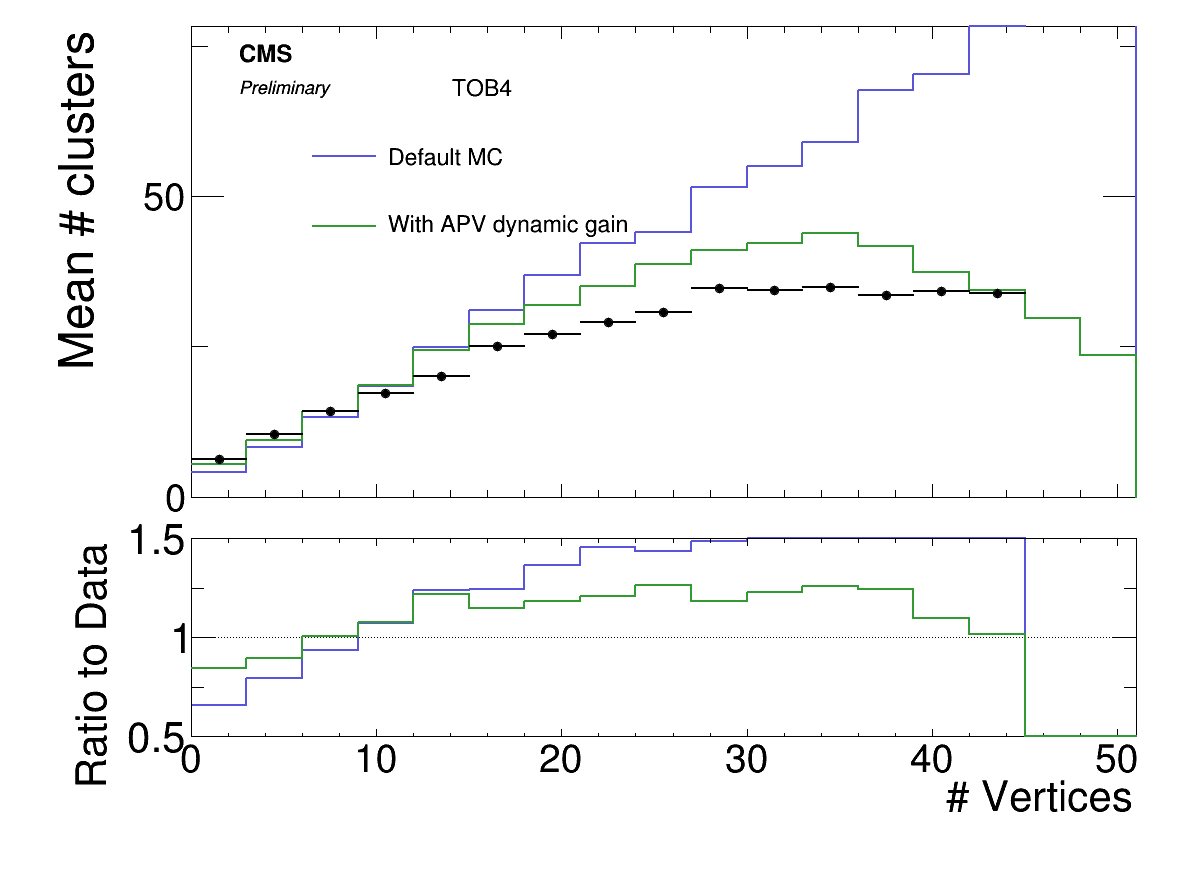 CMS
Preliminary
TOB4
Default MC
With APV dynamic gain
Mean # clusters
50
0
Ratio to Data
1.5
1
0.5
0 10 20 30 40 50
# Vertices